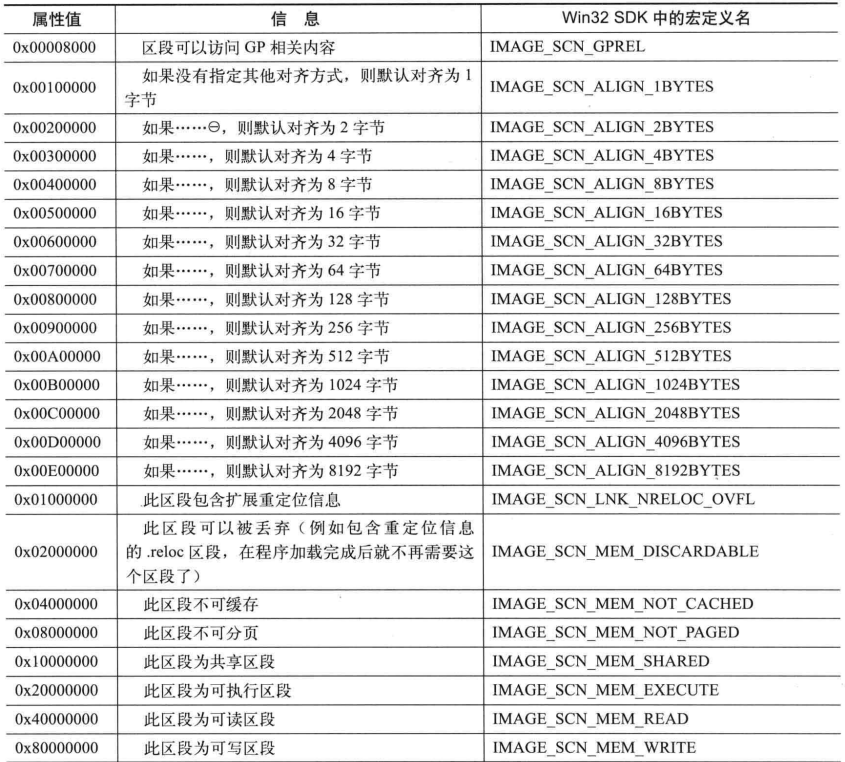 属性值 信 息 Win32 SDK 中的宏定义名
0x00008000 区段可以访问 GP 相关内容 IMAGE_SCN_GPREL
0x00100000 如果没有指定其他对齐方式，则默认对齐为 1 IMAGE_SCN_ALIGN_1BYTES
字节
0x00200000 如果……⊖，则默认对齐为 2 字节 IMAGE_SCN_ALIGN_2BYTES
0x00300000 如果……，则默认对齐为 4 字节 IMAGE_SCN_ALIGN_4BYTES
0x00400000 如果……，则默认对齐为 8 字节 IMAGE_SCN_ALIGN_8BYTES
0x00500000 如果……，则默认对齐为 16 字节 IMAGE_SCN_ALIGN_16BYTES
0x00600000 如果……，则默认对齐为 32 字节 IMAGE_SCN_ALIGN_32BYTES
0x00700000 如果……，则默认对齐为 64 字节 IMAGE_SCN_ALIGN_64BYTES
0x00800000 如果……，则默认对齐为 128 字节 IMAGE_SCN_ALIGN_128BYTES
0x00900000 如果……，则默认对齐为 256 字节 IMAGE_SCN_ALIGN_256BYTES
0x00A00000 如果……，则默认对齐为 512 字节 IMAGE_SCN_ALIGN_512BYTES
0x00B00000 如果……，则默认对齐为 1024 字节 IMAGE_SCN_ALIGN_1024BYTES
0x00C00000 如果……，则默认对齐为 2048 字节 IMAGE_SCN_ALIGN_2048BYTES
0x00D00000 如果……，则默认对齐为 4096 字节 IMAGE_SCN_ALIGN_4096BYTES
0x00E00000 如果……，则默认对齐为 8192 字节 IMAGE_SCN_ALIGN_8192BYTES
0x01000000 此区段包含扩展重定位信息 IMAGE_SCN_LNK_NRELOC_OVFL
此区段可以被丢弃（例如包含重定位信息
0x02000000 的 .reloc 区段，在程序加载完成后就不再需要这 IMAGE_SCN_MEM_DISCARDABLE
个区段了）
0x04000000 此区段不可缓存 IMAGE_SCN_MEM_NOT_CACHED
0x08000000 此区段不可分页 IMAGE_SCN_MEM_NOT_PAGED
0x10000000 此区段为共享区段 IMAGE_SCN_MEM_SHARED
0x20000000 此区段为可执行区段 IMAGE_SCN_MEM_EXECUTE
0x40000000 此区段为可读区段 IMAGE_SCN_MEM_READ
0x80000000 此区段为可写区段 IMAGE_SCN_MEM_WRITE